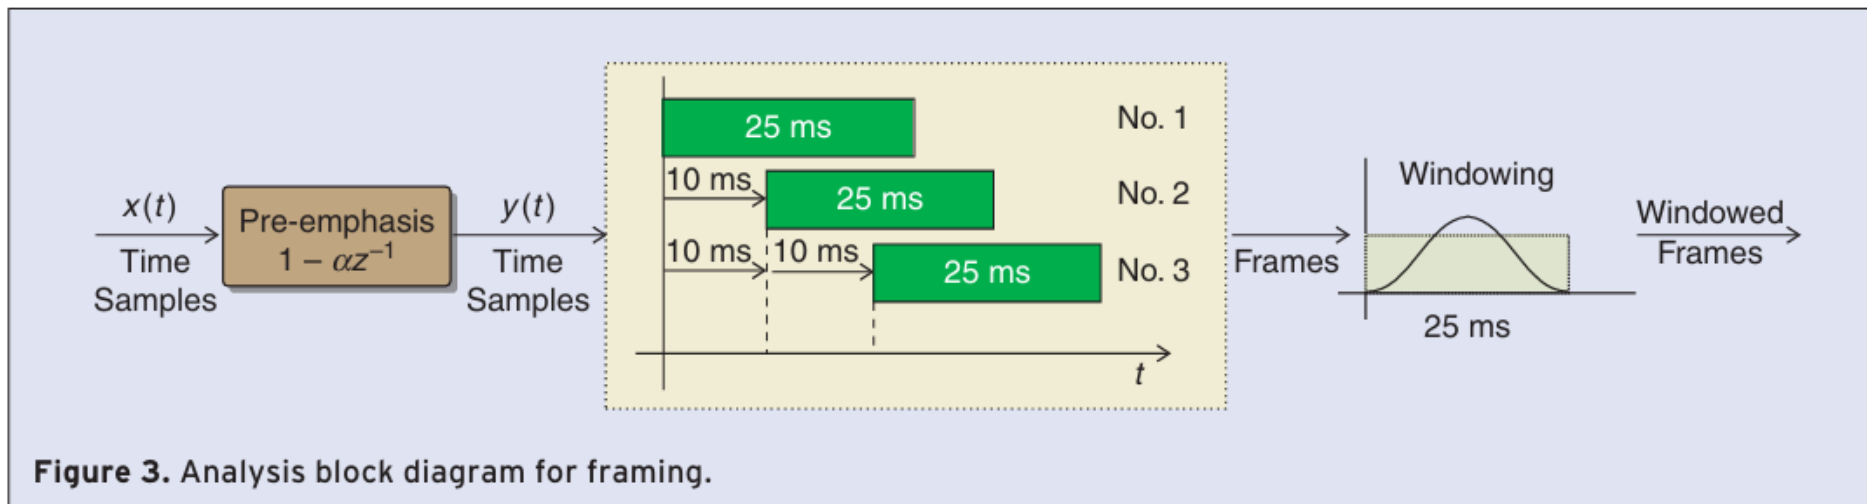 x(t)
Time
Samples
Pre-emphasis
1 – αz⁻¹
y(t)
Time
Samples
25 ms
No. 1
10 ms
25 ms
No. 2
10 ms
10 ms
25 ms
No. 3
t
Frames
Windowing
25 ms
Windowed
Frames
Figure 3. Analysis block diagram for framing.